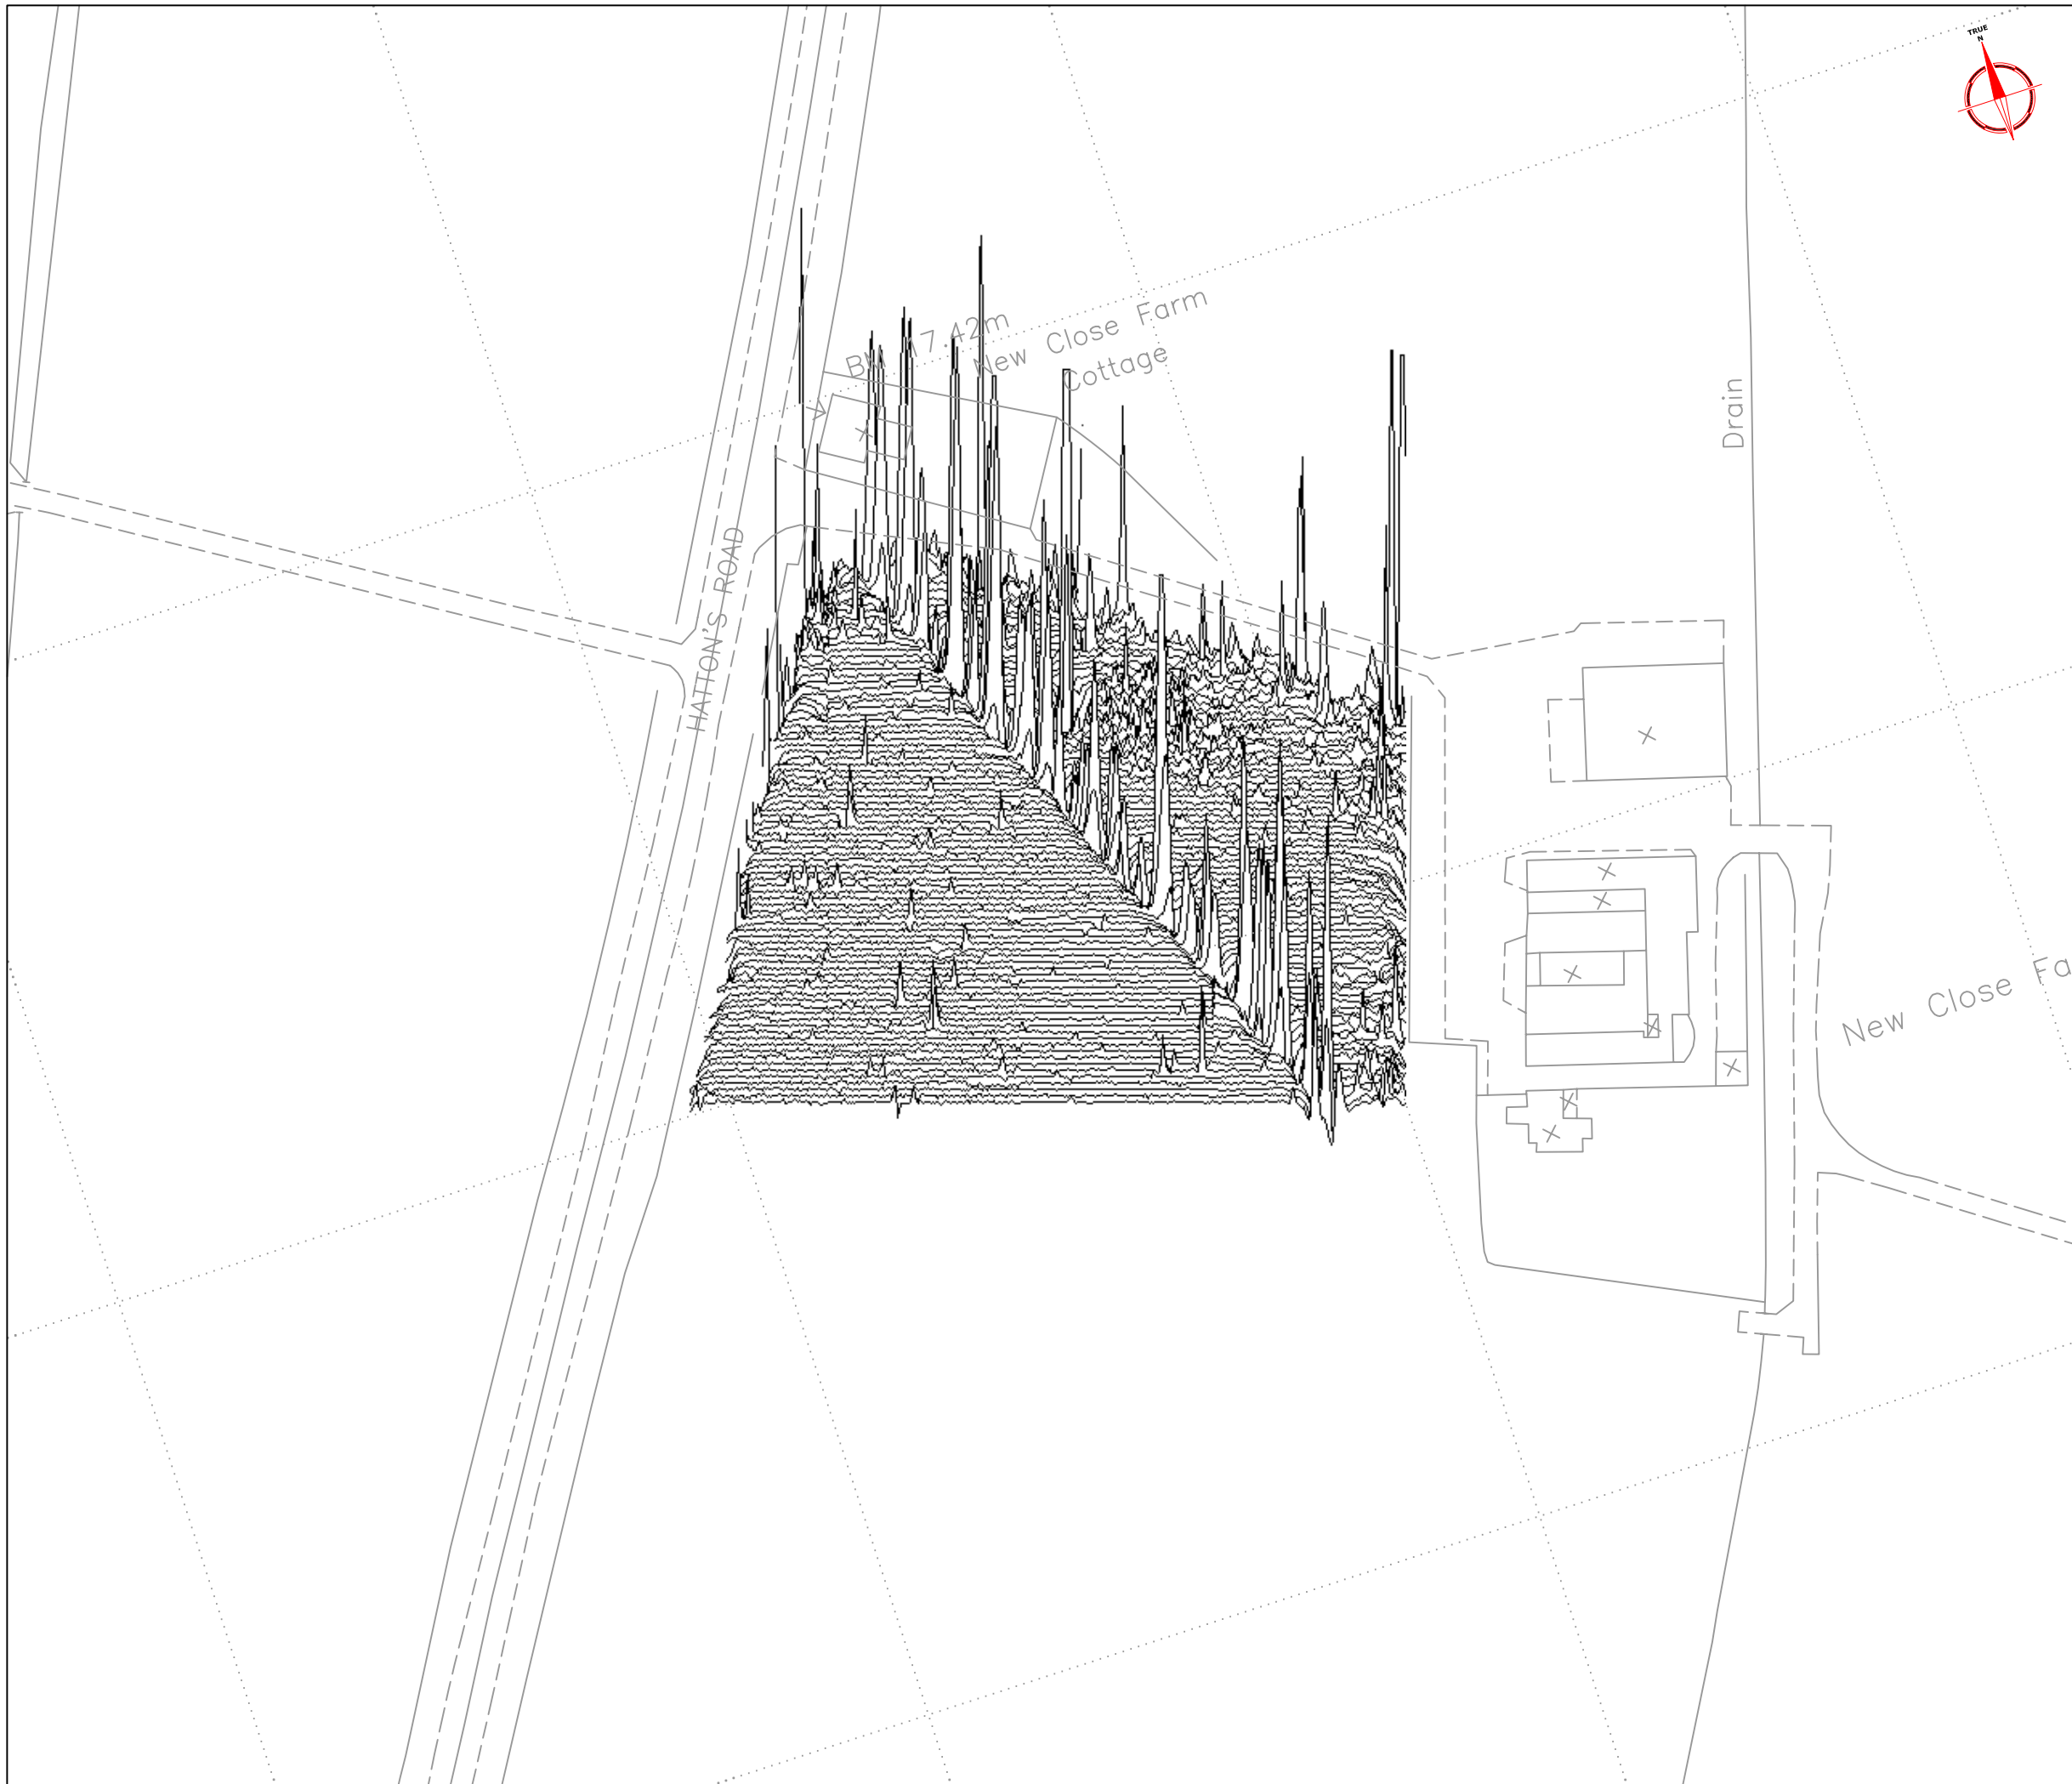 TRUE
N
BM 17.42m
New Close Farm
Cottage
Drain
HATTON'S ROAD
New Close Fa